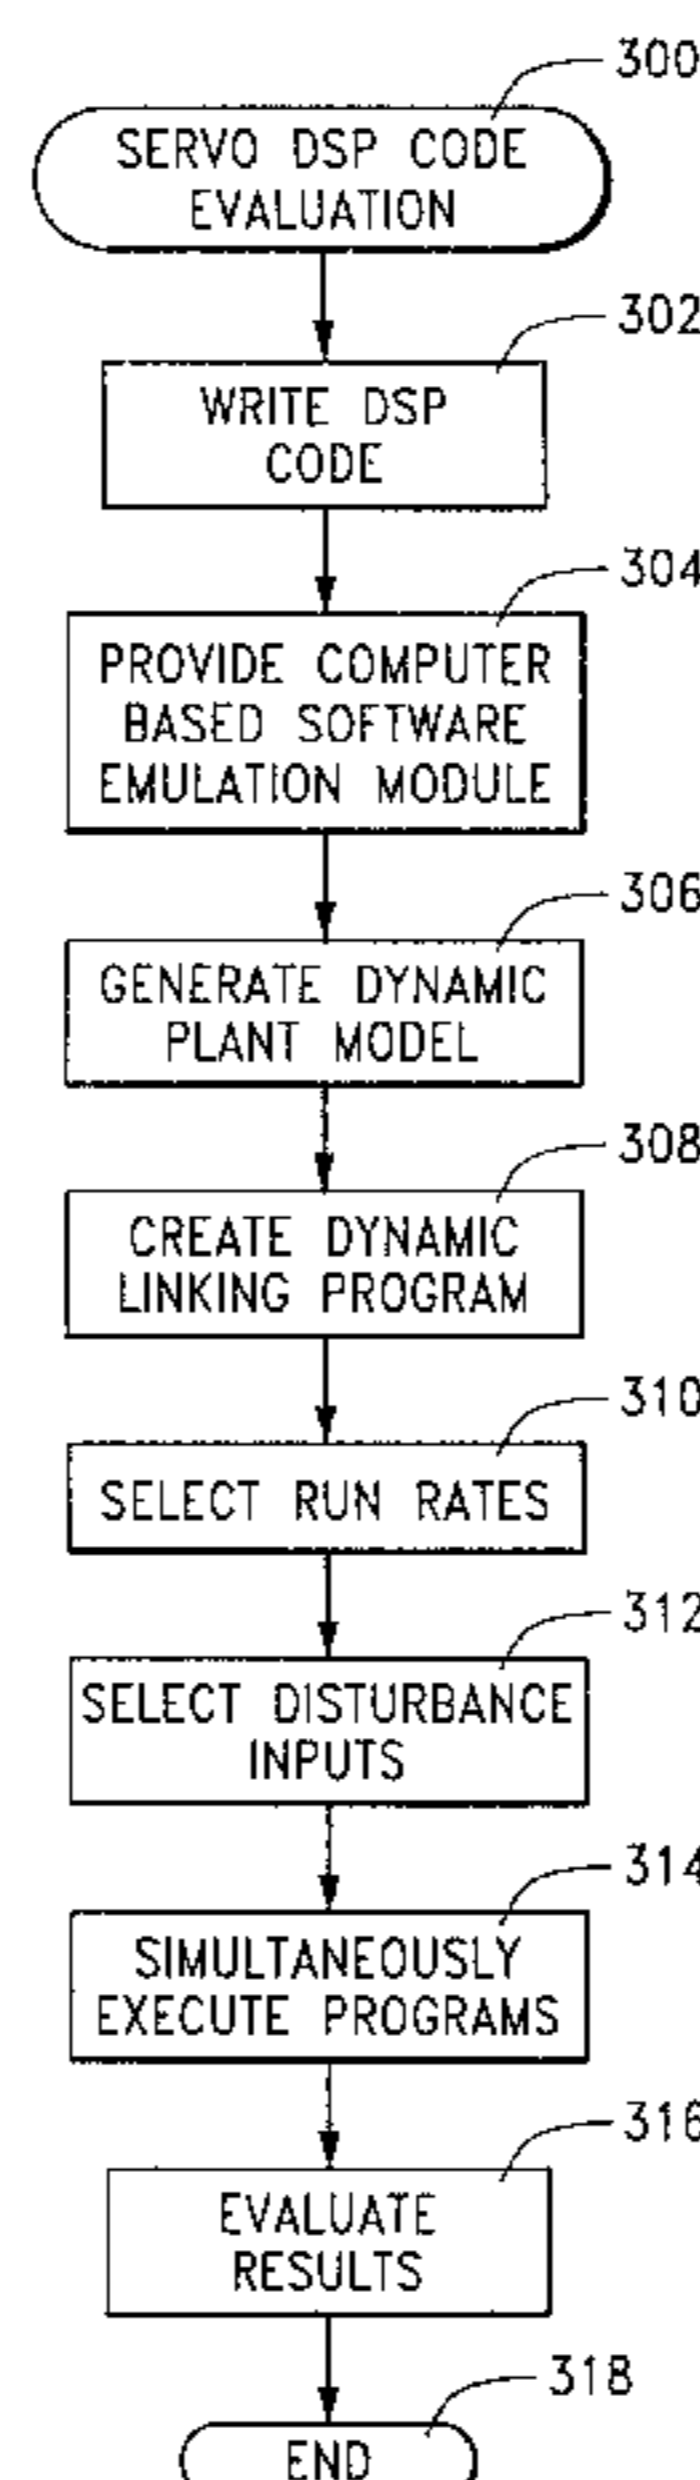 300
SERVO DSP CODE
EVALUATION
302
WRITE DSP
CODE
304
PROVIDE COMPUTER
BASED SOFTWARE
EMULATION MODULE
306
GENERATE DYNAMIC
PLANT MODEL
308
CREATE DYNAMIC
LINKING PROGRAM
310
SELECT RUN RATES
312
SELECT DISTURBANCE
INPUTS
314
SIMULTANEOUSLY
EXECUTE PROGRAMS
316
EVALUATE
RESULTS
318
END